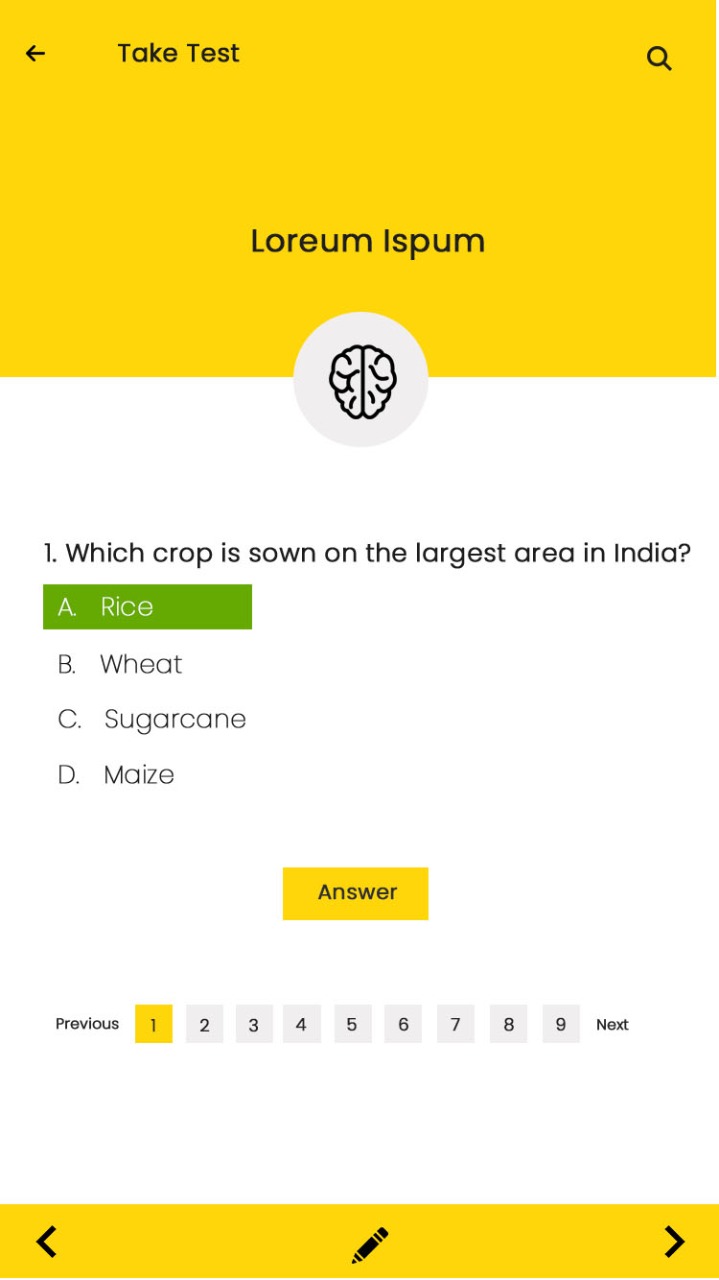 Take Test
Loreum Ispum
1. Which crop is sown on the largest area in India?
A. Rice
B. Wheat
C. Sugarcane
D. Maize
Answer
Previous 1 2 3 4 5 6 7 8 9 Next